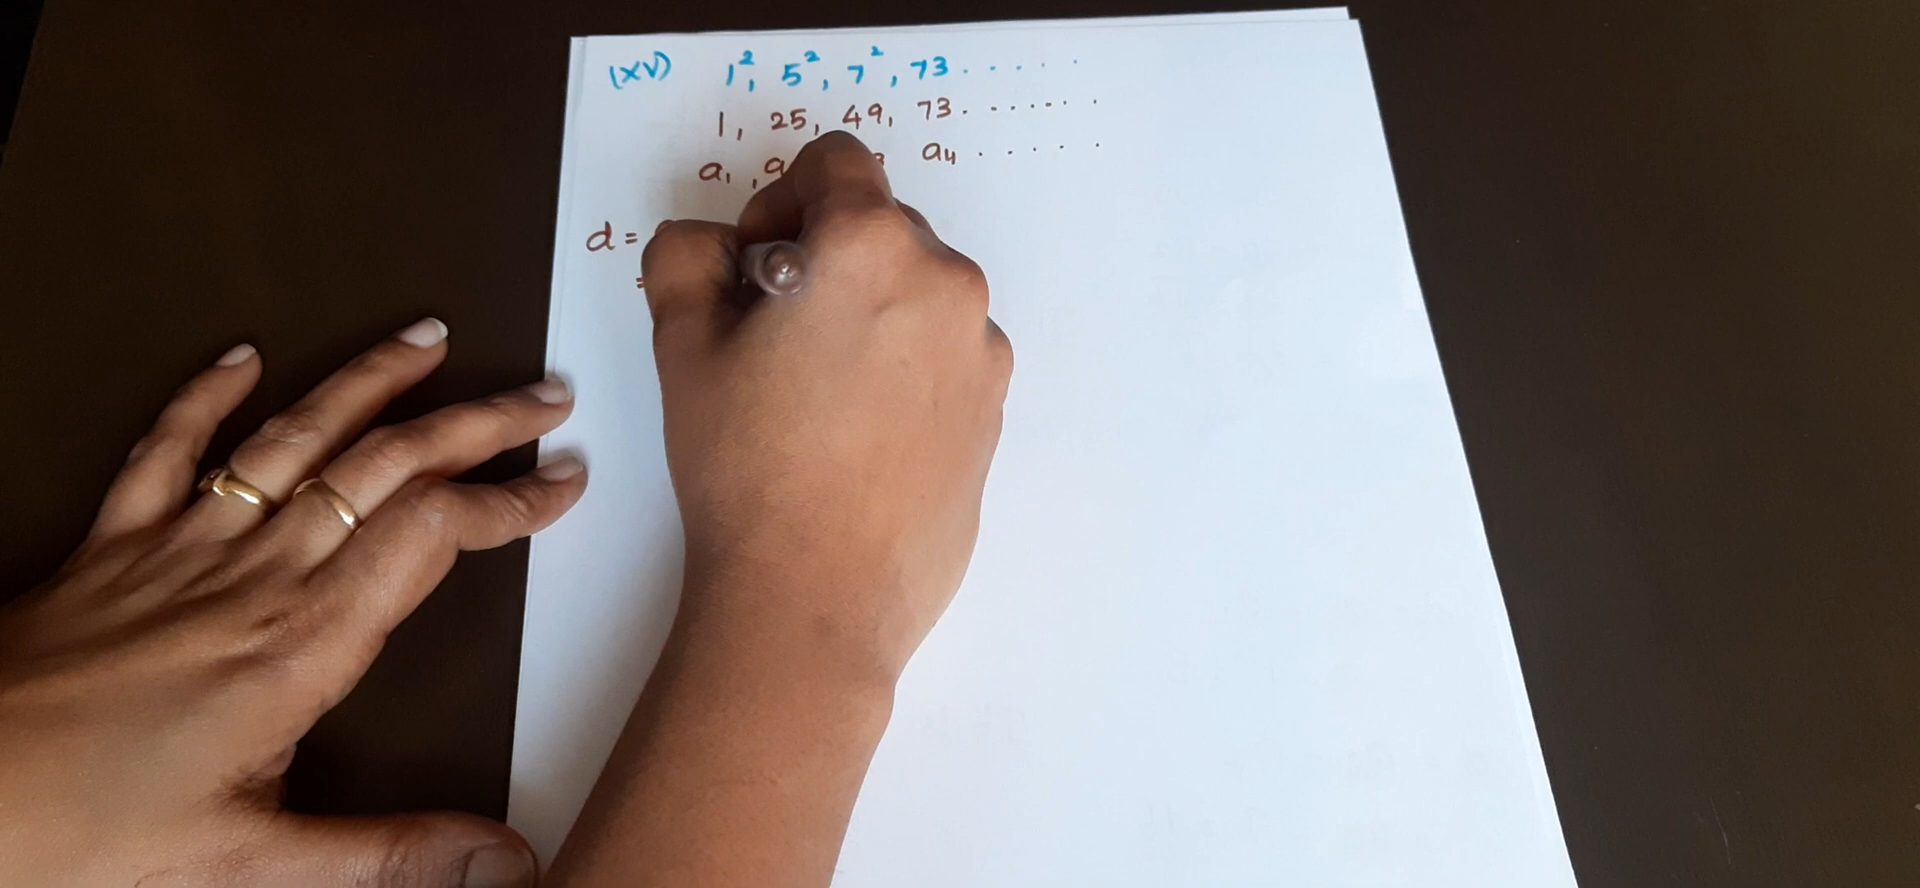 (XV) 1², 5², 7², 73 . . . . .
1, 25, 49, 73 . . . . . . .
a₁, a a₄ . . . . .
d =
=